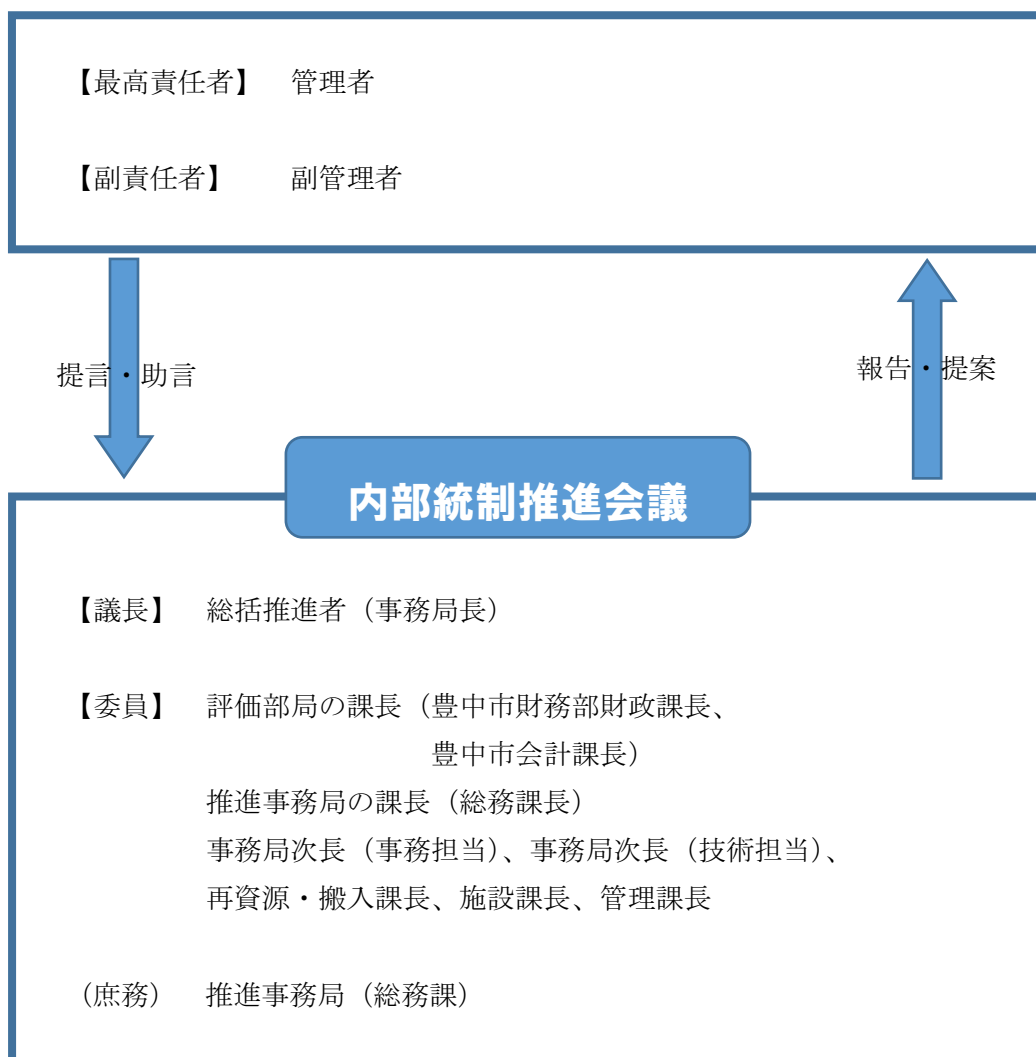 【最高責任者】　管理者
【副責任者】　　副管理者
提言・助言
報告・提案
内部統制推進会議
【議長】　総括推進者（事務局長）
【委員】　評価部局の課長（豊中市財務部財政課長、
豊中市会計課長）
推進事務局の課長（総務課長）
事務局次長（事務担当）、事務局次長（技術担当）、
再資源・搬入課長、施設課長、管理課長
（庶務）　推進事務局（総務課）